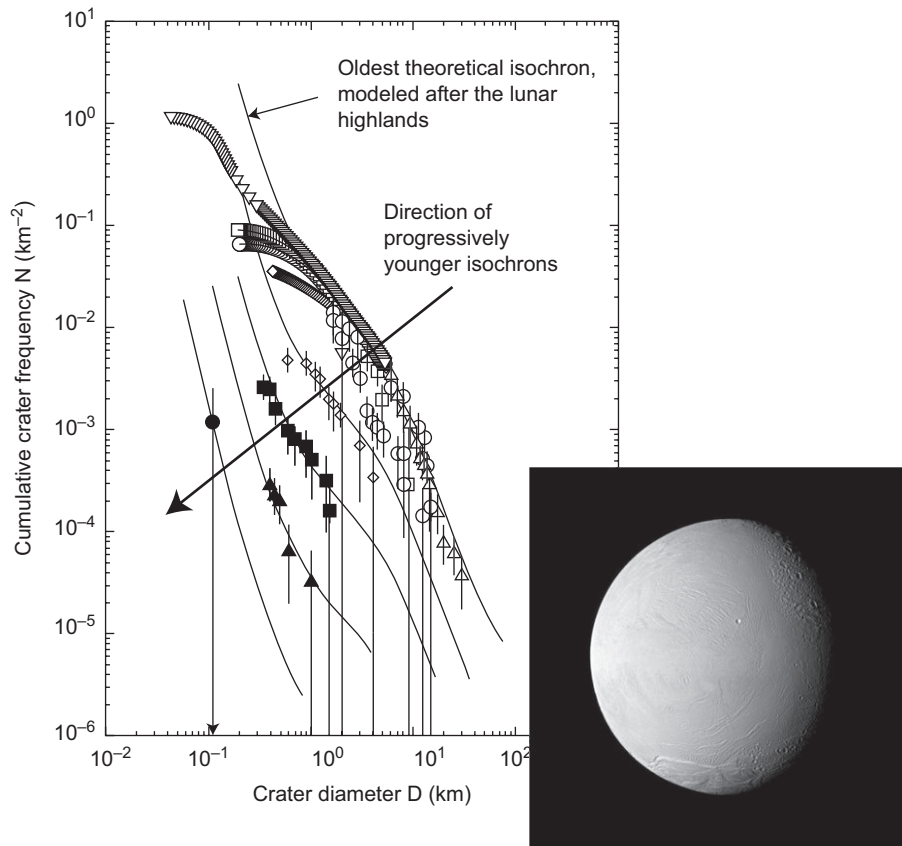 10¹
10⁰
10⁻¹
10⁻²
10⁻³
10⁻⁴
10⁻⁵
10⁻⁶
Cumulative crater frequency N (km⁻²)
Oldest theoretical isochron,
modeled after the lunar
highlands
Direction of
progressively
younger isochrons
10⁻² 10⁻¹ 10⁰ 10¹ 10²
Crater diameter D (km)